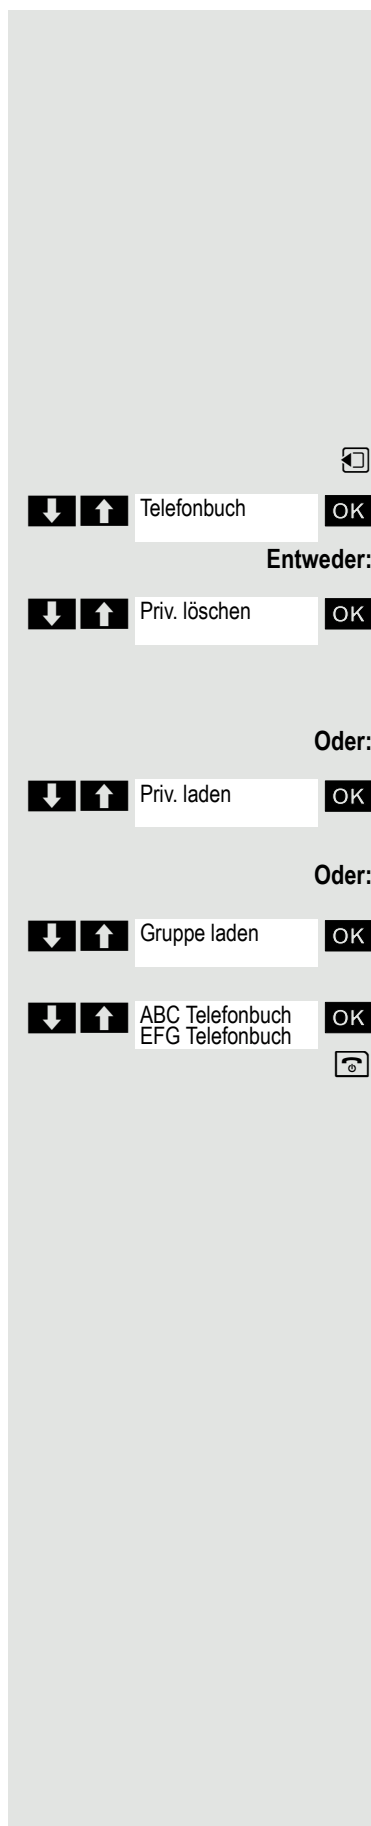 Telefonbuch OK
Entweder:
Priv. löschen OK
Oder:
Priv. laden OK
Oder:
Gruppe laden OK
ABC Telefonbuch OK
EFG Telefonbuch